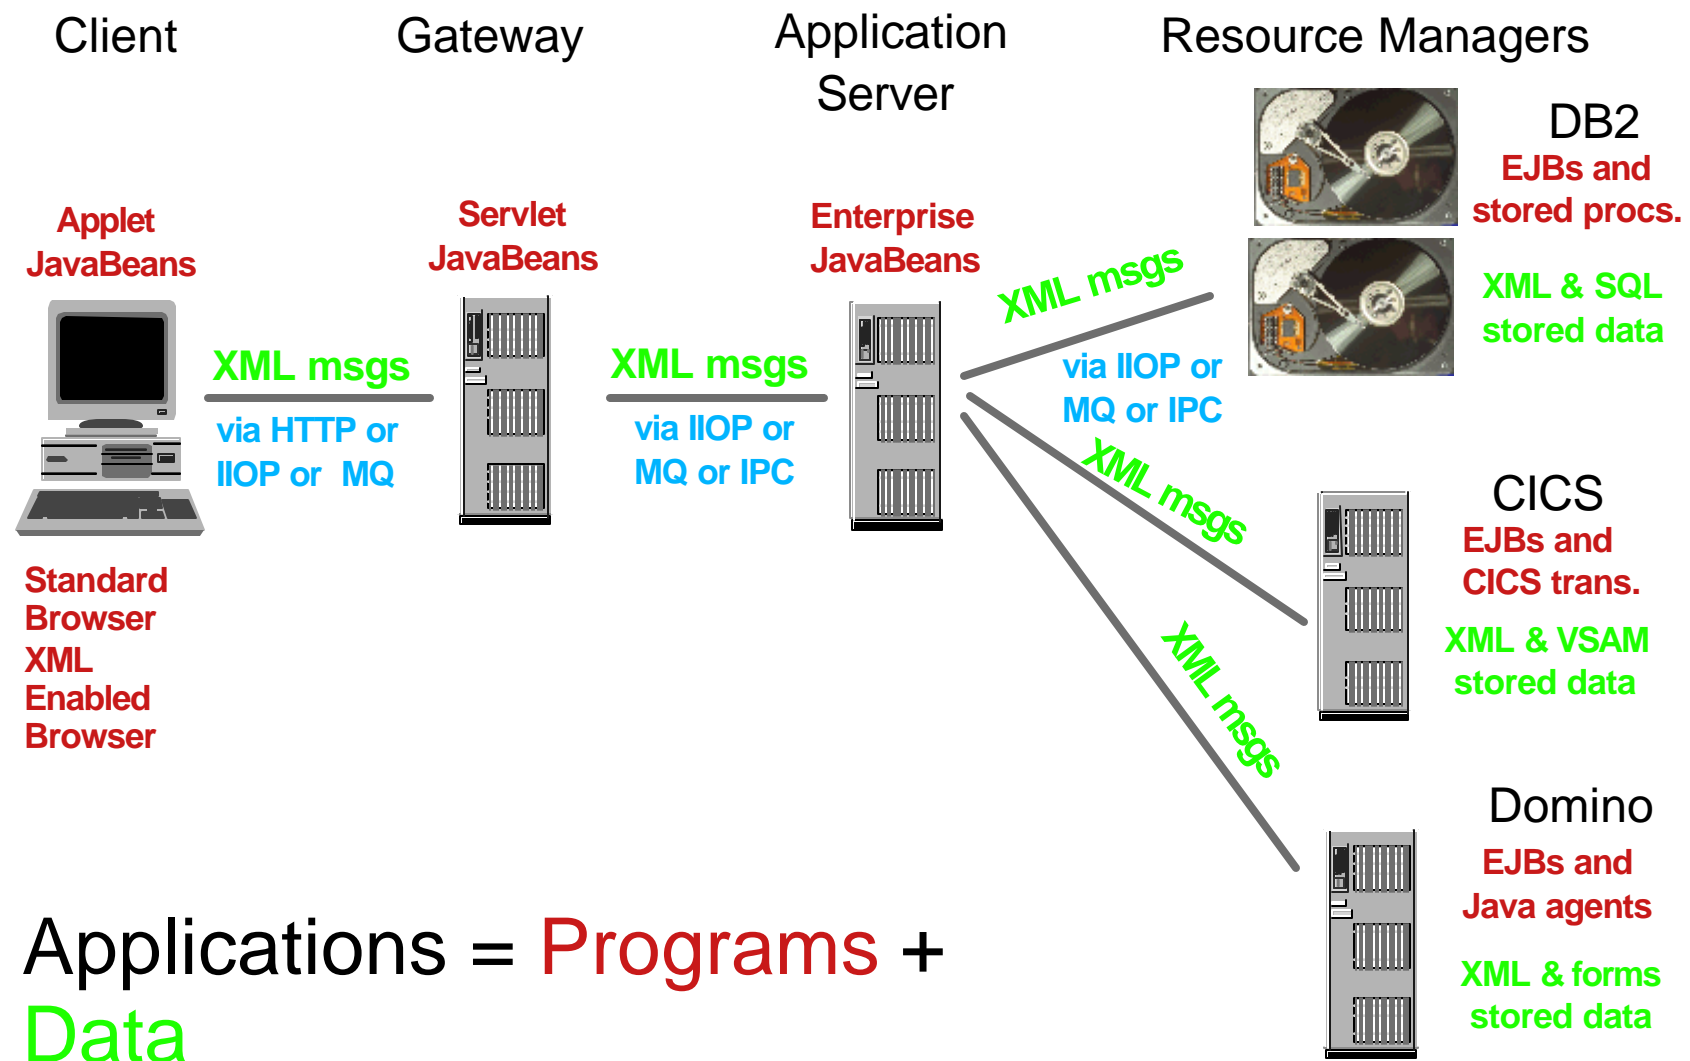 Client
Gateway
Application
Server
Resource Managers
Applet
JavaBeans
Servlet
JavaBeans
Enterprise
JavaBeans
XML msgs
via HTTP or
IIOP or MQ
XML msgs
via IIOP or
MQ or IPC
XML msgs
via IIOP or
MQ or IPC
XML msgs
XML msgs
DB2
EJBs and
stored procs.
XML & SQL
stored data
CICS
EJBs and
CICS trans.
XML & VSAM
stored data
Domino
EJBs and
Java agents
XML & forms
stored data
Standard
Browser
XML
Enabled
Browser
Applications = Programs +
Data